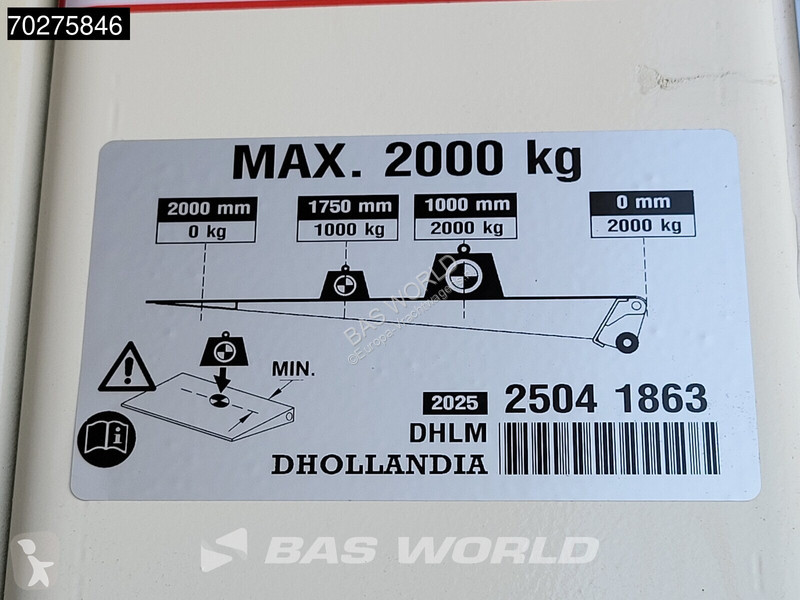 70275846
MAX. 2000 kg
2000 mm 1750 mm 1000 mm 0 mm
0 kg 1000 kg 2000 kg 2000 kg
BAS WORLD
MIN.
2025 2504 1863
DHLM
DHOLLANDIA
BAS WORLD